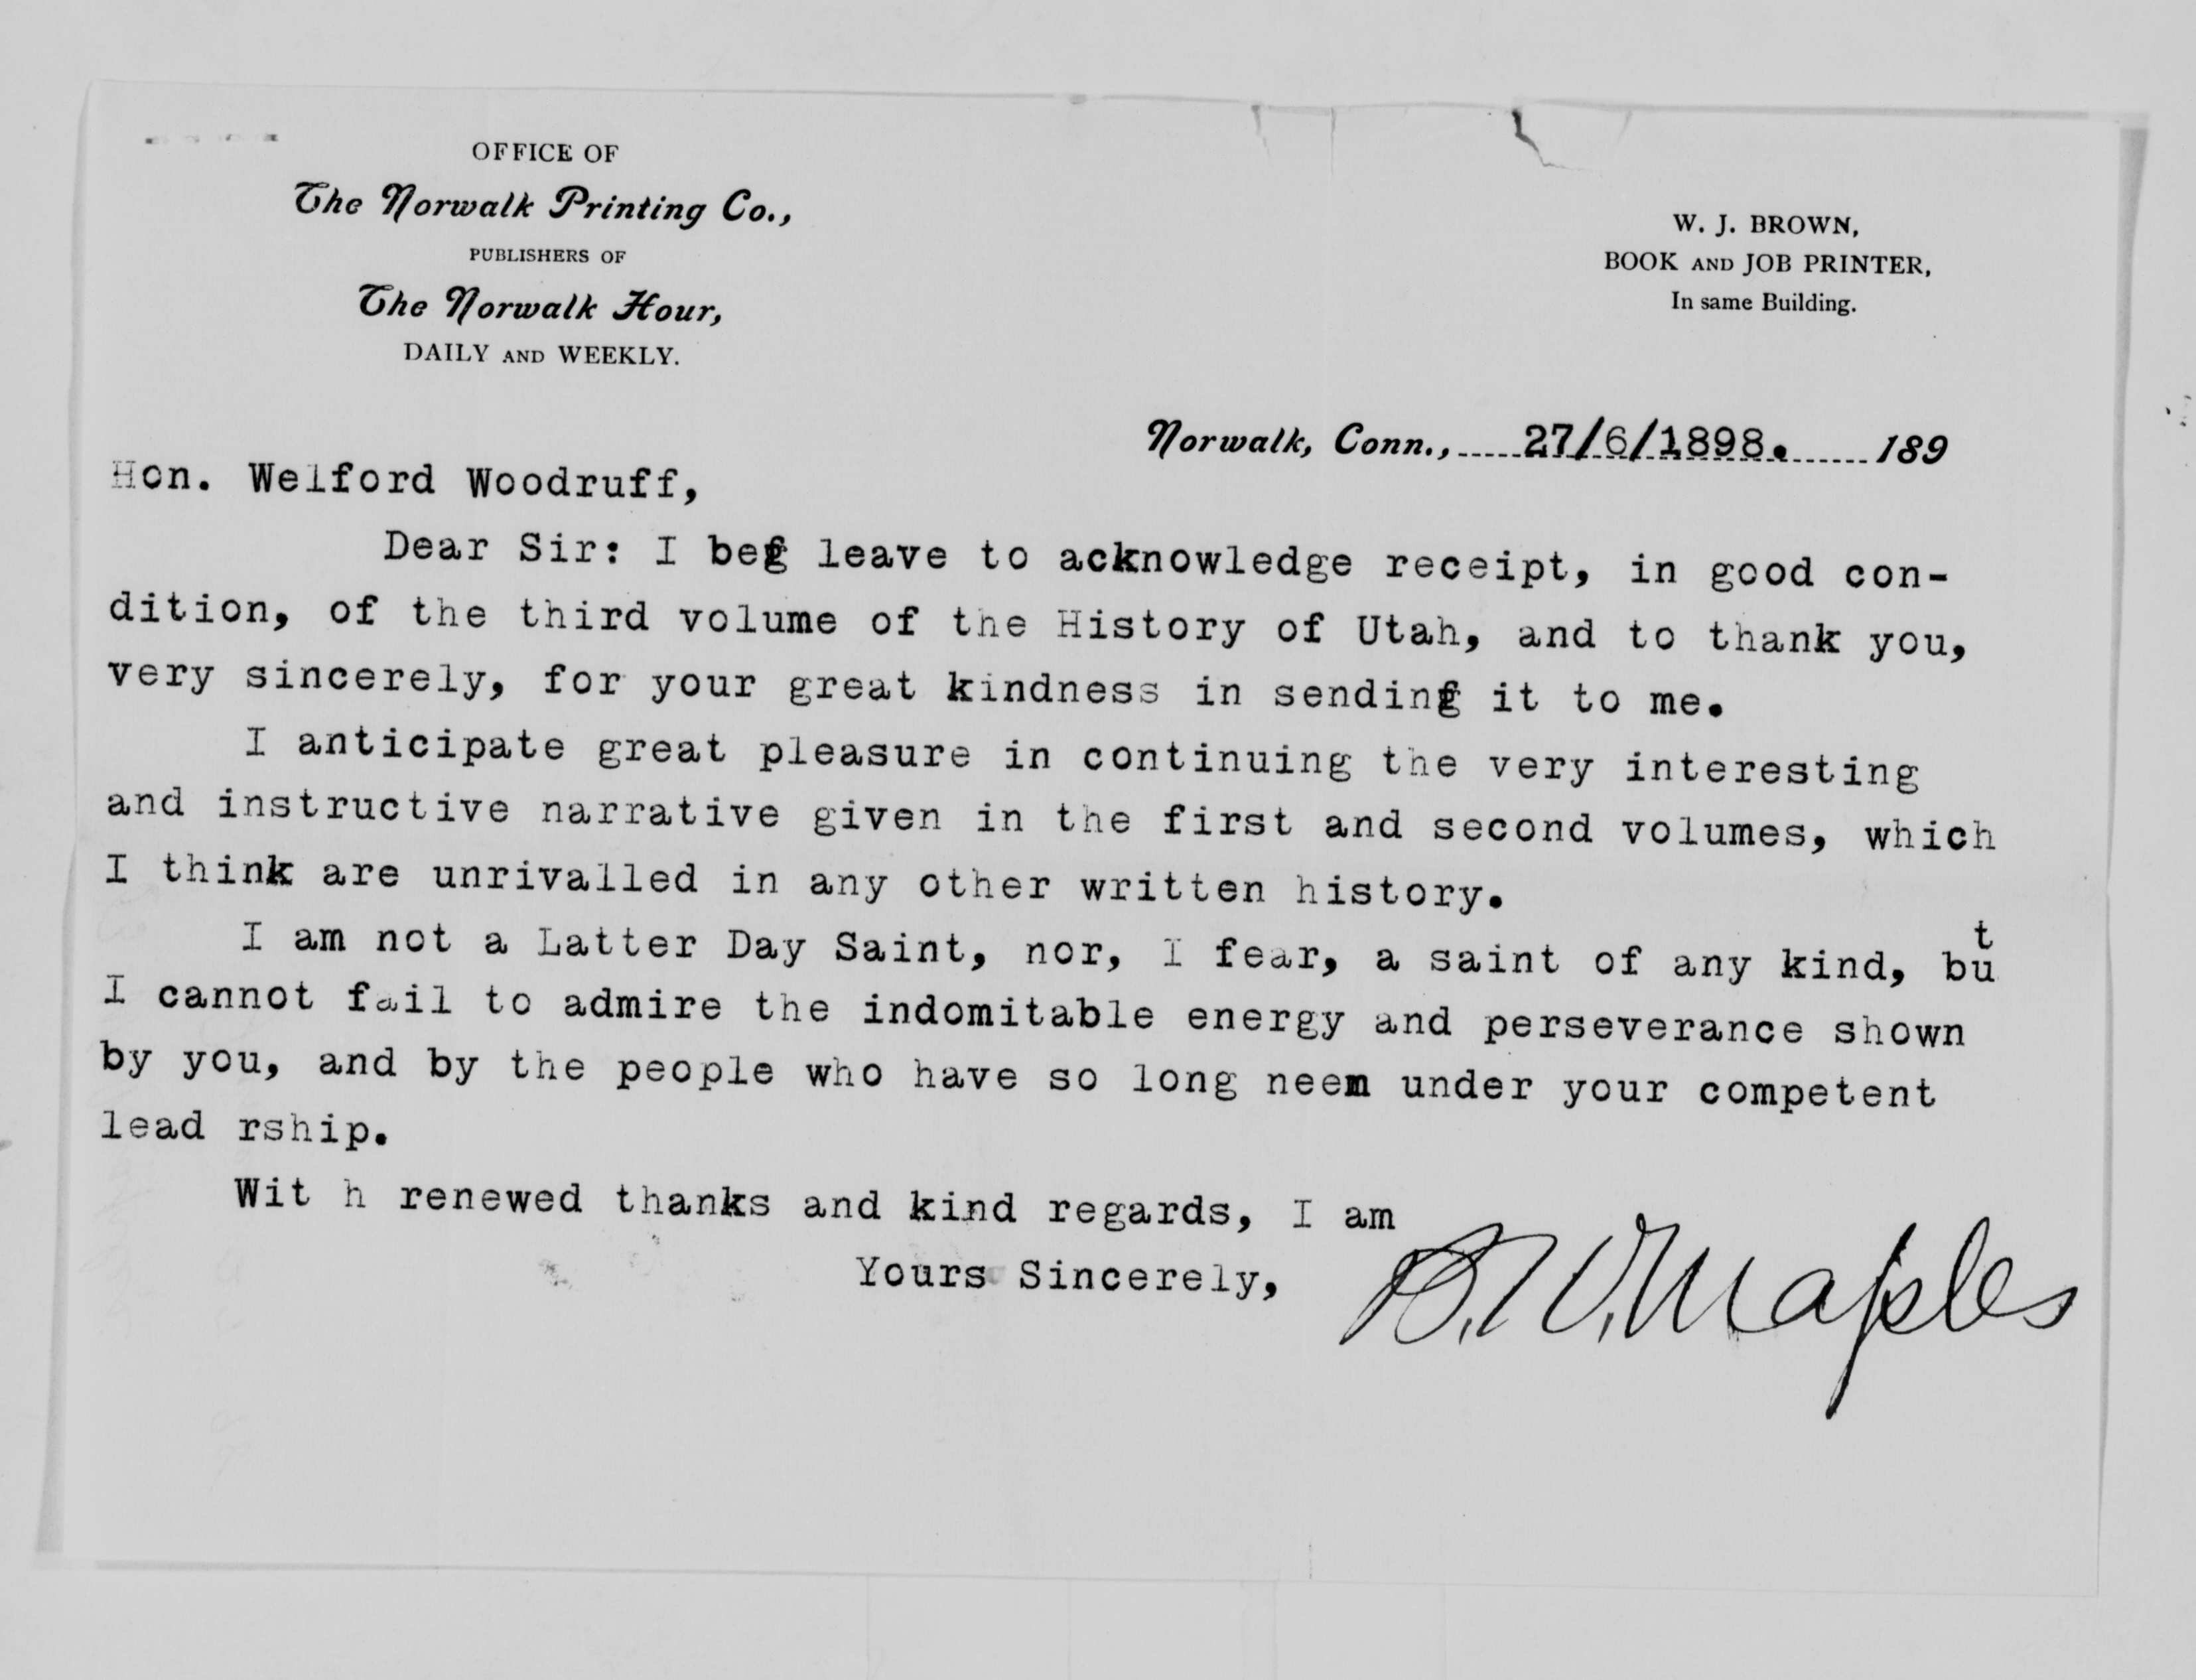 OFFICE OF
The Norwalk Printing Co.,
PUBLISHERS OF
The Norwalk Hour,
DAILY AND WEEKLY.
W. J. BROWN,
BOOK AND JOB PRINTER,
In same Building.
Norwalk, Conn., 27/6/1898. 189
Hon. Welford Woodruff,
Dear Sir: I beg leave to acknowledge receipt, in good con-
dition, of the third volume of the History of Utah, and to thank you,
very sincerely, for your great kindness in sending it to me.
I anticipate great pleasure in continuing the very interesting
and instructive narrative given in the first and second volumes, which
I think are unrivalled in any other written history.
I am not a Latter Day Saint, nor, I fear, a saint of any kind, but
I cannot fail to admire the indomitable energy and perseverance shown
by you, and by the people who have so long neem under your competent
lead rship.
Wit h renewed thanks and kind regards, I am
Yours Sincerely,
B. W. Maples